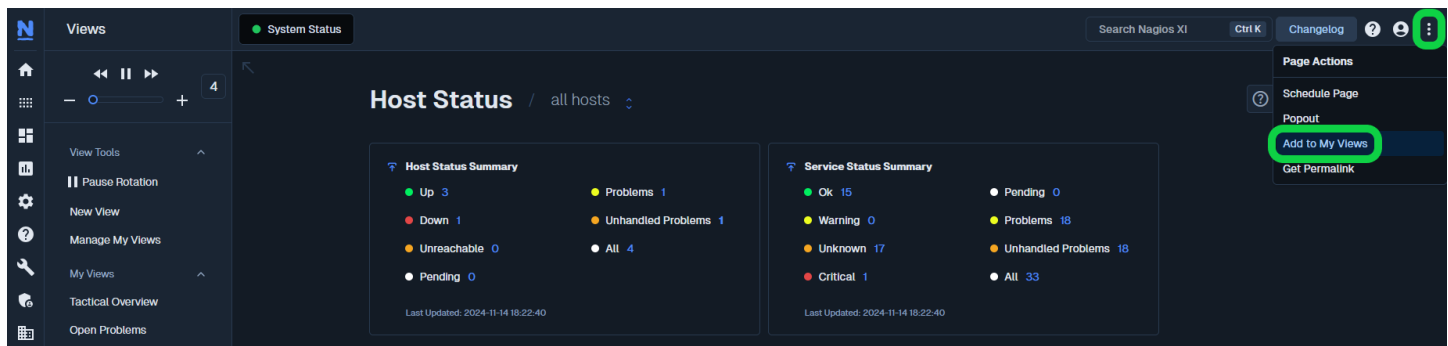 Views
System Status
Search Nagios XI
Ctrl K
Changelog
4
View Tools
Pause Rotation
New View
Manage My Views
My Views
Tactical Overview
Open Problems
Host Status / all hosts
Host Status Summary
Up 3
Problems 1
Down 1
Unhandled Problems 1
Unreachable 0
All 4
Pending 0
Last Updated: 2024-11-14 18:22:40
Service Status Summary
Ok 15
Pending 0
Warning 0
Problems 18
Unknown 17
Unhandled Problems 18
Critical 1
All 33
Last Updated: 2024-11-14 18:22:40
Page Actions
Schedule Page
Popout
Add to My Views
Get Permalink